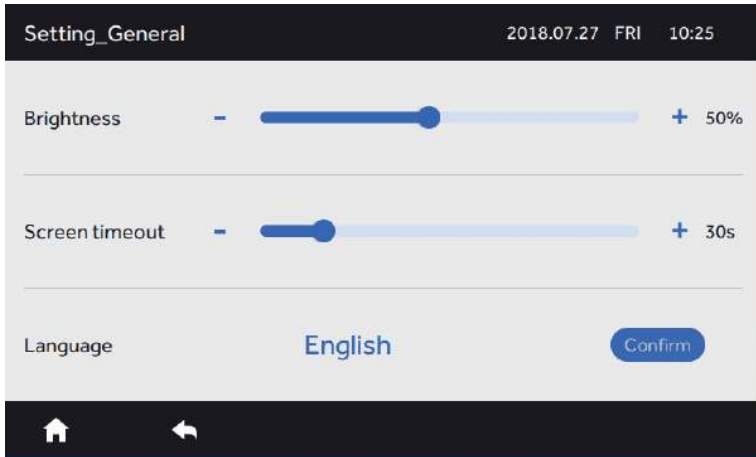 Setting_General 2018.07.27 FRI 10:25
Brightness - + 50%
Screen timeout - + 30s
Language English Confirm